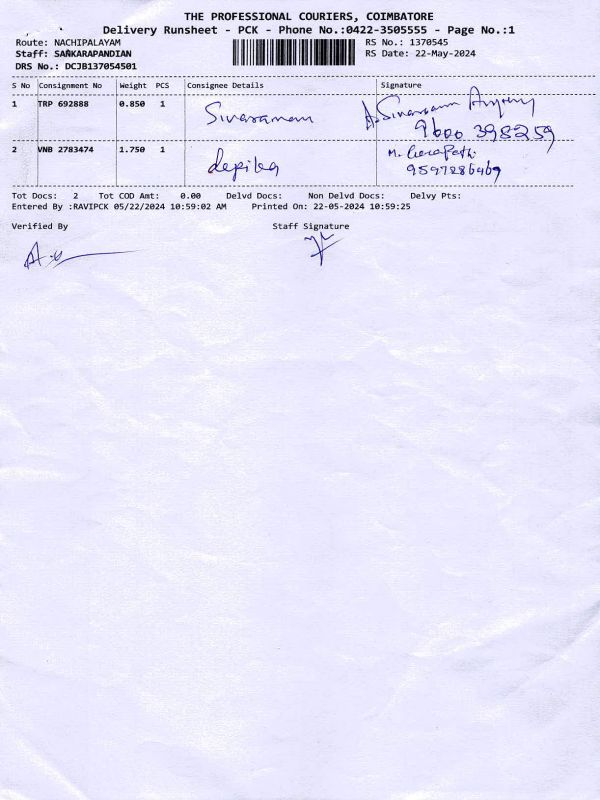 THE PROFESSIONAL COURIERS, COIMBATORE
Delivery Runsheet - PCK - Phone No.:0422-3505555 - Page No.:1
Route: NACHIPALAYAM
RS No.: 1370545
Staff: SANKARAPANDIAN
RS Date: 22-May-2024
DRS No.: DCJB137054501
S No Consignment No Weight PCS Consignee Details Signature
1 TRP 692888 0.850 1 Sivaraman A. Sivaraam
9600 398259
2 VNB 2783474 1.750 1 depika M.
9597286469
Tot Docs: 2 Tot COD Amt: 0.00 Delvd Docs: Non Delvd Docs: Delvy Pts:
Entered By :RAVIPCK 05/22/2024 10:59:02 AM Printed On: 22-05-2024 10:59:25
Verified By Staff Signature